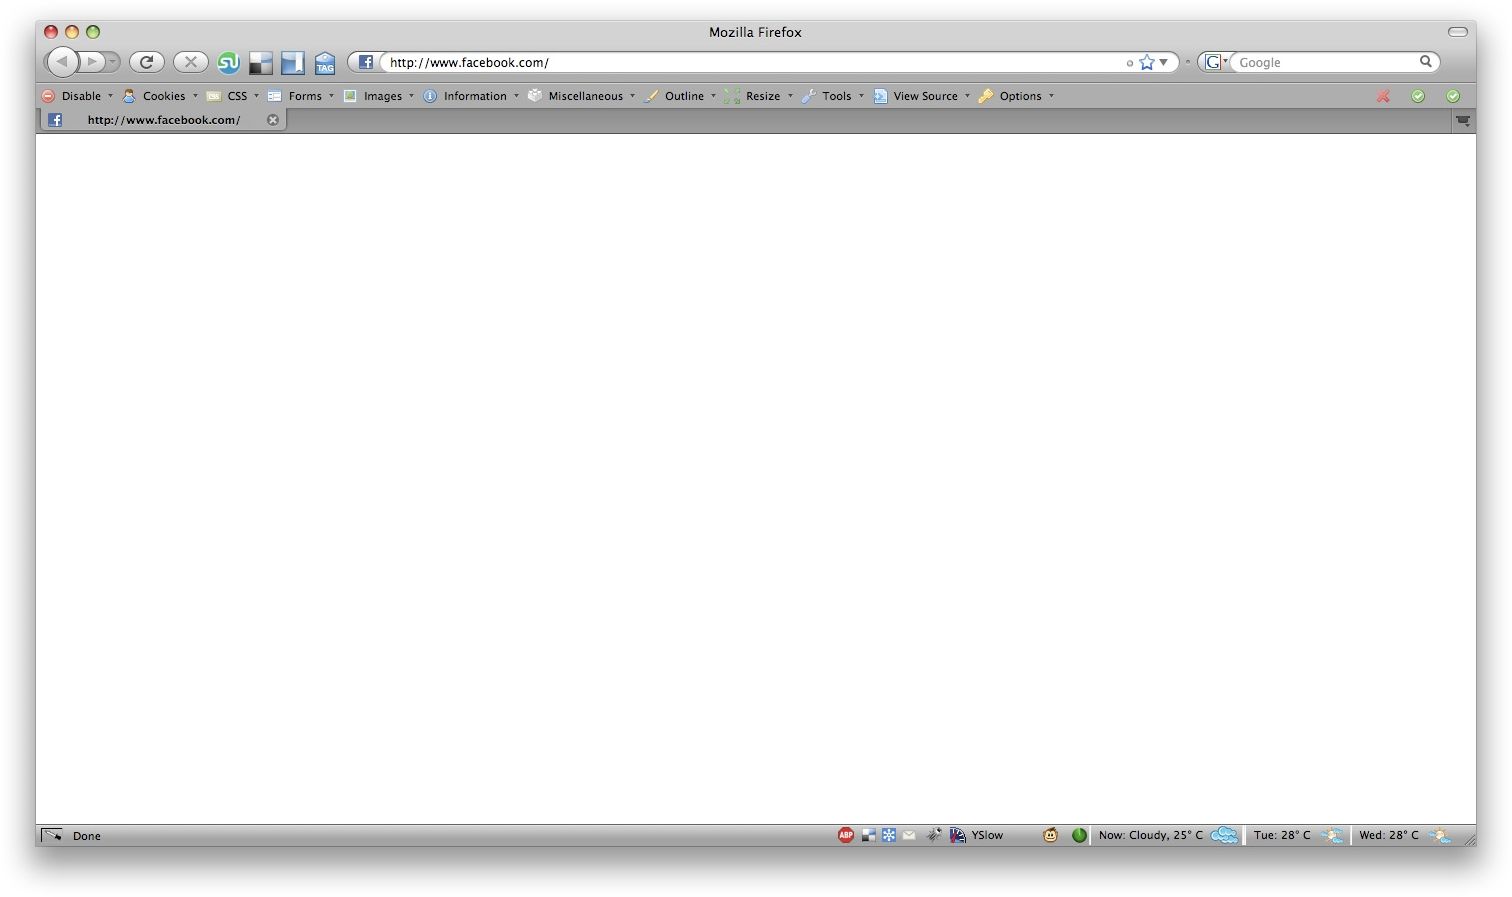 Mozilla Firefox
SU TAG f http://www.facebook.com/ G Google
Disable Cookies CSS Forms Images Information Miscellaneous Outline Resize Tools View Source Options
f http://www.facebook.com/
Done ABP YSlow Now: Cloudy, 25° C Tue: 28° C Wed: 28° C